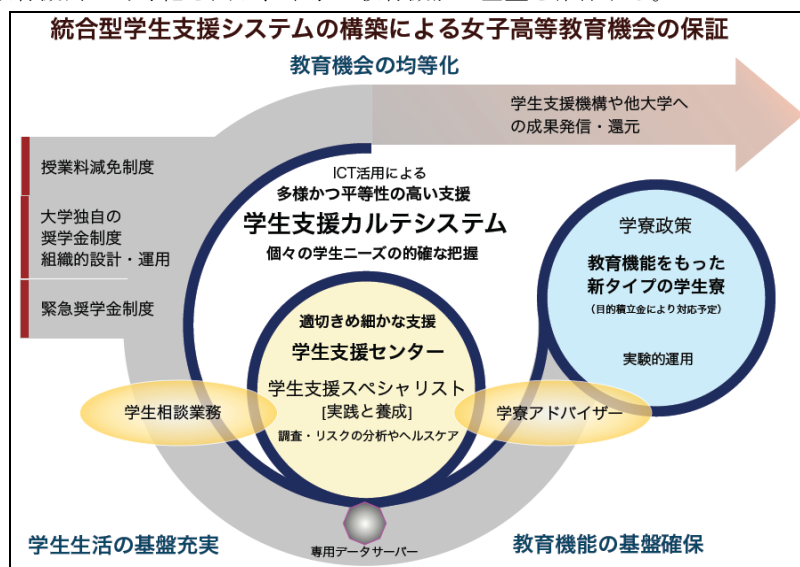 統合型学生支援システムの構築による女子高等教育機会の保証
教育機会の均等化
学生支援機構や他大学へ
の成果発信・還元
授業料減免制度
大学独自の
奨学金制度
組織的設計・運用
緊急奨学金制度
ICT活用による
多様かつ平等性の高い支援
学生支援カルテシステム
個々の学生ニーズの的確な把握
学寮政策
教育機能をもった
新タイプの学生寮
（目的積立金により対応予定）
実験的運用
適切きめ細かな支援
学生支援センター
学生支援スペシャリスト
[実践と養成]
調査・リスクの分析やヘルスケア
学生相談業務
学寮アドバイザー
専用データサーバー
学生生活の基盤充実
教育機能の基盤確保